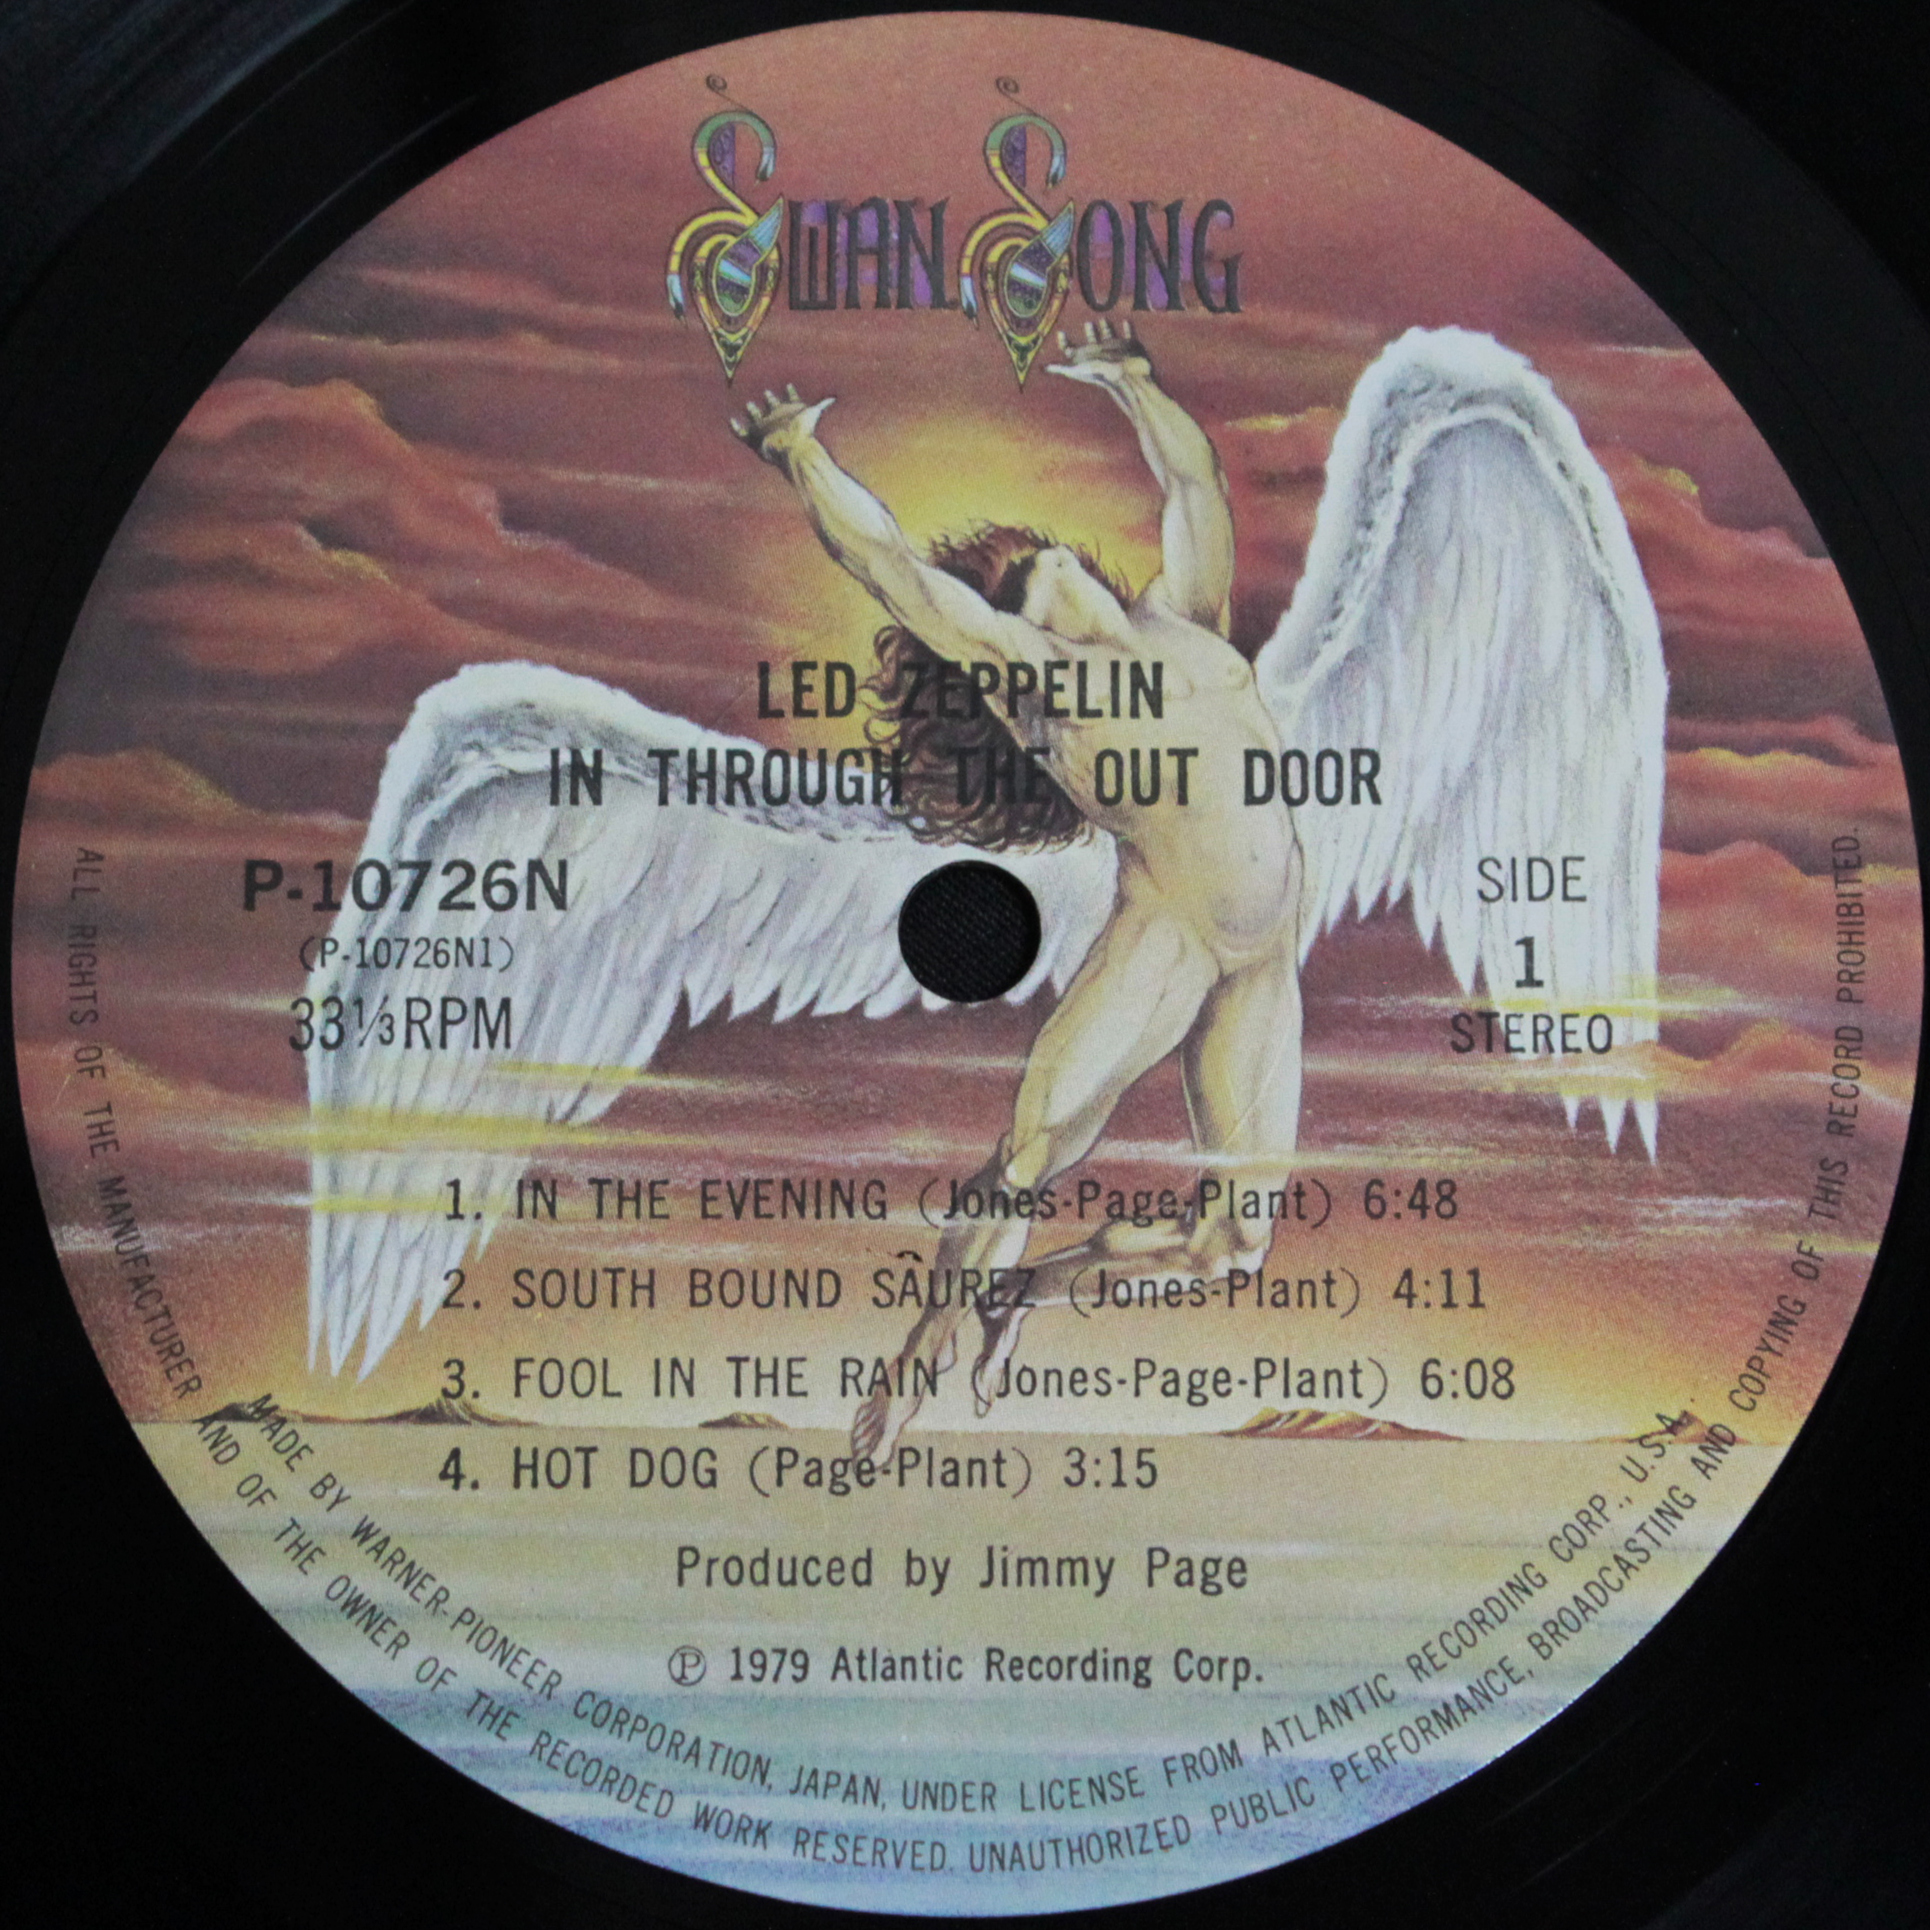 SWAN SONG
LED ZEPPELIN
IN THROUGH THE OUT DOOR
P-10726N
(P-10726N1)
33⅓RPM
SIDE
1
STEREO
1. IN THE EVENING (Jones-Page-Plant) 6:48
2. SOUTH BOUND SÂUREZ (Jones-Plant) 4:11
3. FOOL IN THE RAIN (Jones-Page-Plant) 6:08
4. HOT DOG (Page-Plant) 3:15
Produced by Jimmy Page
Ⓟ 1979 Atlantic Recording Corp.
MADE BY WARNER-PIONEER CORPORATION, JAPAN, UNDER LICENSE FROM ATLANTIC RECORDING CORP., U.S.A..
ALL RIGHTS OF THE MANUFACTURER AND OF THE OWNER OF THE RECORDED WORK RESERVED. UNAUTHORIZED PUBLIC PERFORMANCE, BROADCASTING AND COPYING OF THIS RECORD PROHIBITED.